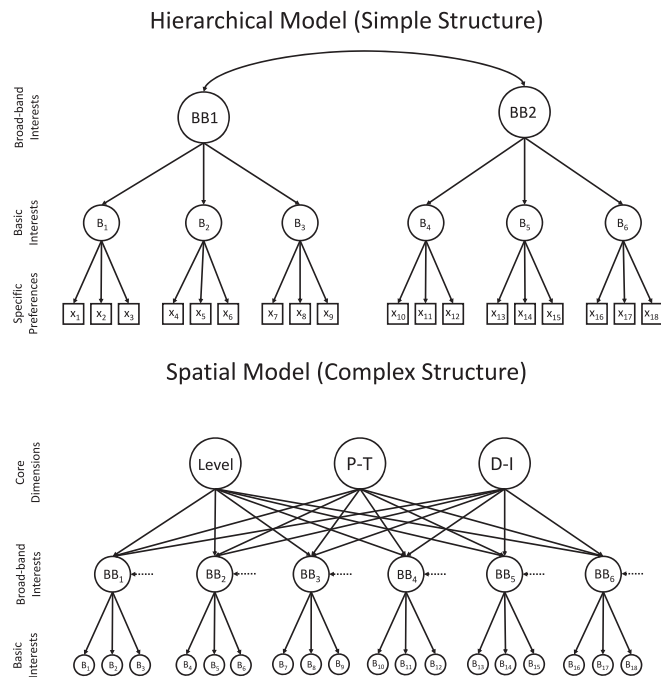 Hierarchical Model (Simple Structure)
Broad-band
Interests
BB1 BB2
Basic
Interests
B₁ B₂ B₃ B₄ B₅ B₆
Specific
Preferences
x₁ x₂ x₃ x₄ x₅ x₆ x₇ x₈ x₉ x₁₀ x₁₁ x₁₂ x₁₃ x₁₄ x₁₅ x₁₆ x₁₇ x₁₈
Spatial Model (Complex Structure)
Core
Dimensions
Level P-T D-I
Broad-band
Interests
BB₁ BB₂ BB₃ BB₄ BB₅ BB₆
Basic
Interests
B₁ B₂ B₃ B₄ B₅ B₆ B₇ B₈ B₉ B₁₀ B₁₁ B₁₂ B₁₃ B₁₄ B₁₅ B₁₆ B₁₇ B₁₈